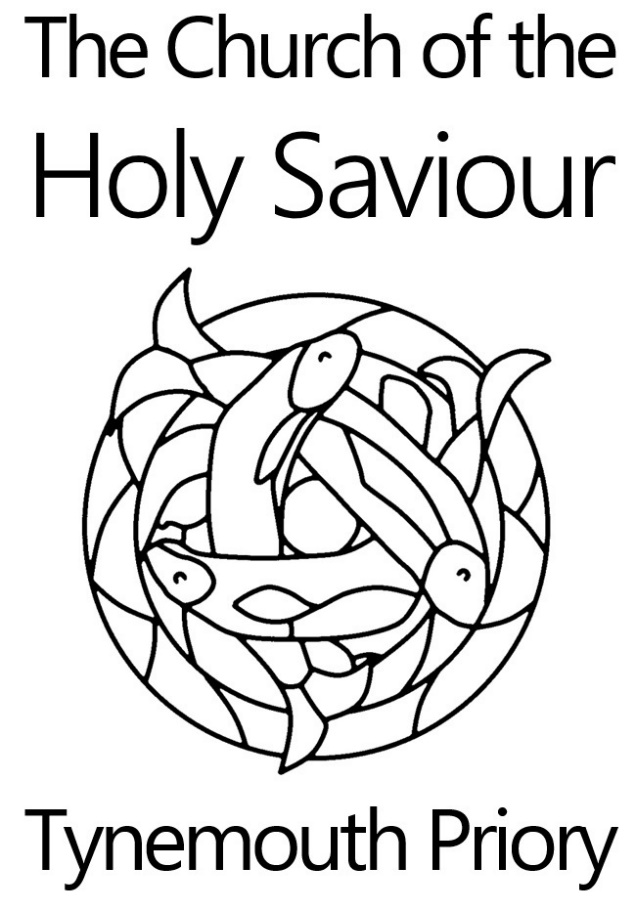 The Church of the
Holy Saviour
Tynemouth Priory